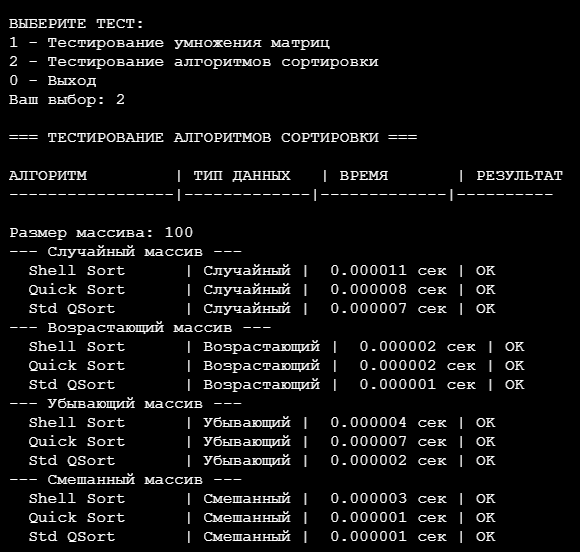 ВЫБЕРИТЕ ТЕСТ:
1 - Тестирование умножения матриц
2 - Тестирование алгоритмов сортировки
0 - Выход
Ваш выбор: 2
=== ТЕСТИРОВАНИЕ АЛГОРИТМОВ СОРТИРОВКИ ===
АЛГОРИТМ | ТИП ДАННЫХ | ВРЕМЯ | РЕЗУЛЬТАТ
-----------------|-------------|-------------|----------
Размер массива: 100
--- Случайный массив ---
Shell Sort | Случайный | 0.000011 сек | OK
Quick Sort | Случайный | 0.000008 сек | OK
Std QSort | Случайный | 0.000007 сек | OK
--- Возрастающий массив ---
Shell Sort | Возрастающий | 0.000002 сек | OK
Quick Sort | Возрастающий | 0.000002 сек | OK
Std QSort | Возрастающий | 0.000001 сек | OK
--- Убывающий массив ---
Shell Sort | Убывающий | 0.000004 сек | OK
Quick Sort | Убывающий | 0.000007 сек | OK
Std QSort | Убывающий | 0.000002 сек | OK
--- Смешанный массив ---
Shell Sort | Смешанный | 0.000003 сек | OK
Quick Sort | Смешанный | 0.000001 сек | OK
Std QSort | Смешанный | 0.000001 сек | OK